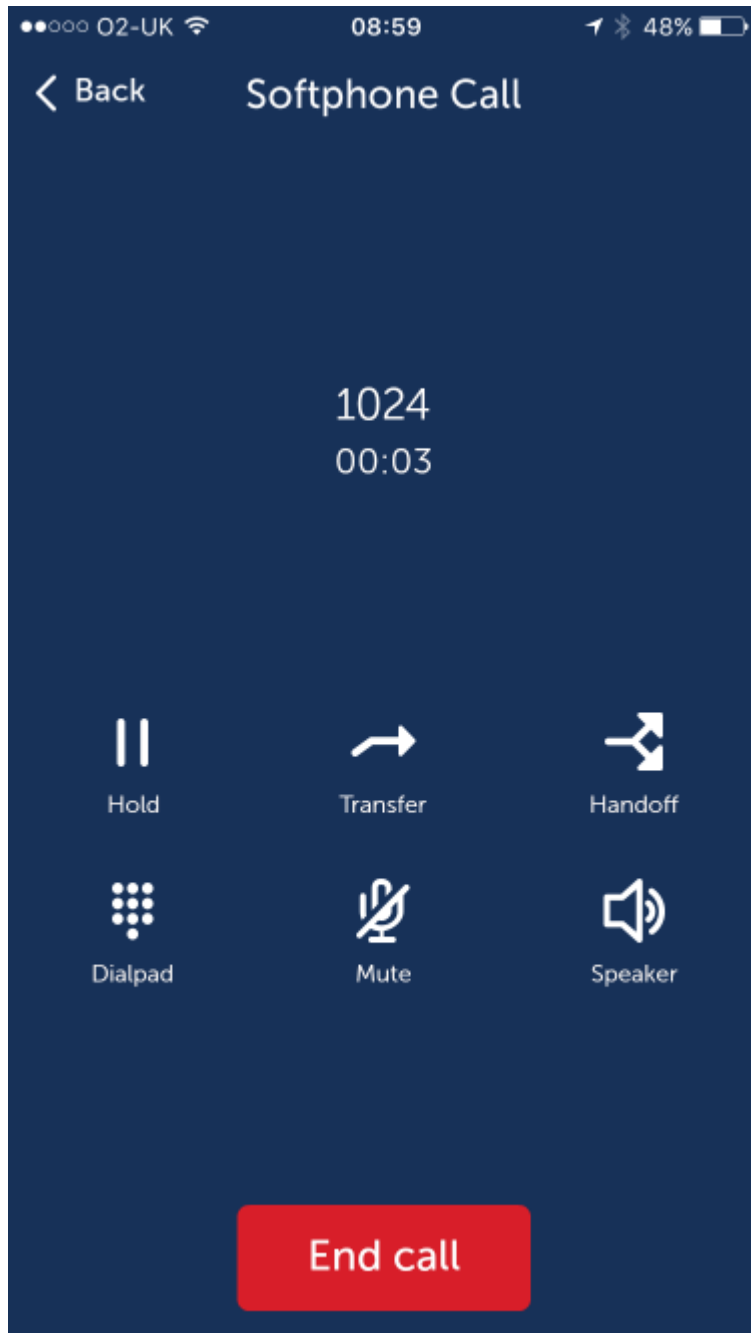 O2-UK 08:59 48%
Back Softphone Call
1024
00:03
Hold Transfer Handoff
Dialpad Mute Speaker
End call